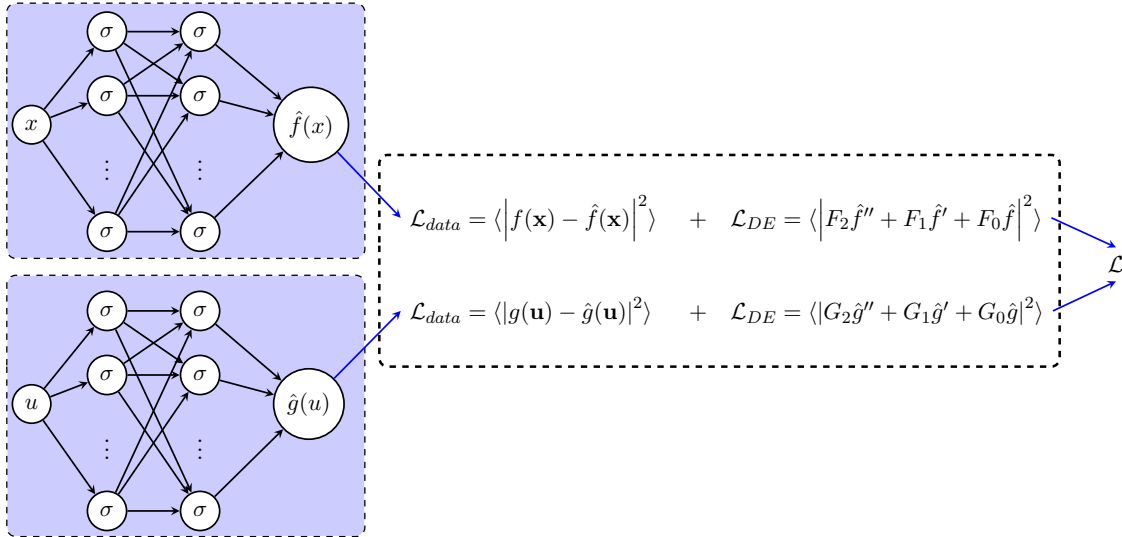 σ σ
σ σ
x
f̂(x)
⋮ ⋮
σ σ
ℒ_data = ⟨|f(𝐱) − f̂(𝐱)|²⟩ + ℒ_DE = ⟨|F₂f̂″ + F₁f̂′ + F₀f̂|²⟩
ℒ
ℒ_data = ⟨|g(𝐮) − ĝ(𝐮)|²⟩ + ℒ_DE = ⟨|G₂ĝ″ + G₁ĝ′ + G₀ĝ|²⟩
σ σ
σ σ
u
ĝ(u)
⋮ ⋮
σ σ